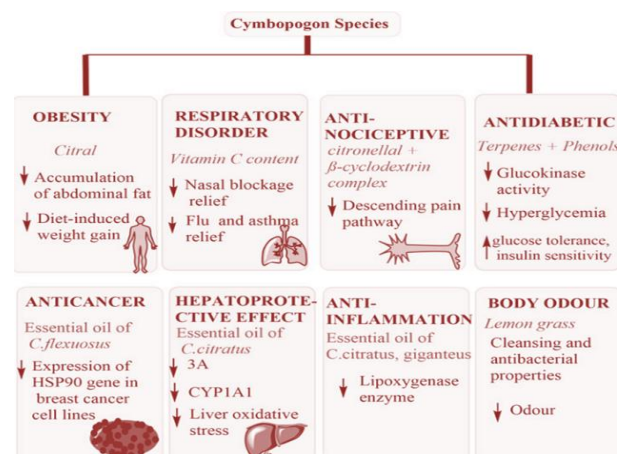 Cymbopogon Species
OBESITY
Citral
↓ Accumulation
of abdominal fat
↓ Diet-induced
weight gain
RESPIRATORY
DISORDER
Vitamin C content
↓ Nasal blockage
relief
↓ Flu and asthma
relief
ANTI-
NOCICEPTIVE
citronellal +
β-cyclodextrin
complex
↓ Descending pain
pathway
ANTIDIABETIC
Terpenes + Phenols
↓ Glucokinase
activity
↓ Hyperglycemia
↑ glucose tolerance,
insulin sensitivity
ANTICANCER
Essential oil of
C.flexuosus
↓ Expression of
HSP90 gene in
breast cancer
cell lines
HEPATOPROTE-
CTIVE EFFECT
Essential oil of
C.citratus
↓ 3A
↓ CYP1A1
↓ Liver oxidative
stress
ANTI-
INFLAMMATION
Essential oil of
C.citratus, giganteus
↓ Lipoxygenase
enzyme
BODY ODOUR
Lemon grass
Cleansing and
antibacterial
properties
↓ Odour